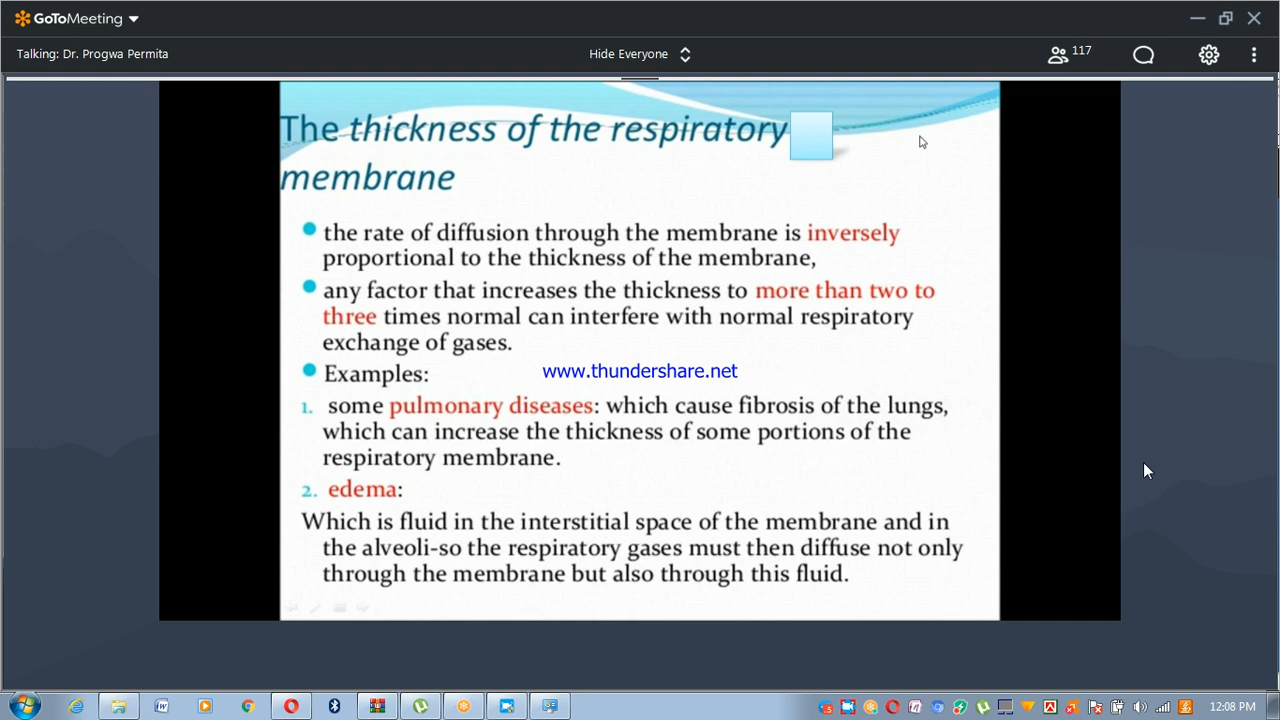 GoToMeeting
Talking: Dr. Progwa Permita
Hide Everyone
117
The thickness of the respiratory
membrane
the rate of diffusion through the membrane is inversely
proportional to the thickness of the membrane,
any factor that increases the thickness to more than two to
three times normal can interfere with normal respiratory
exchange of gases.
Examples:
www.thundershare.net
1. some pulmonary diseases: which cause fibrosis of the lungs,
which can increase the thickness of some portions of the
respiratory membrane.
2. edema:
Which is fluid in the interstitial space of the membrane and in
the alveoli-so the respiratory gases must then diffuse not only
through the membrane but also through this fluid.
12:08 PM